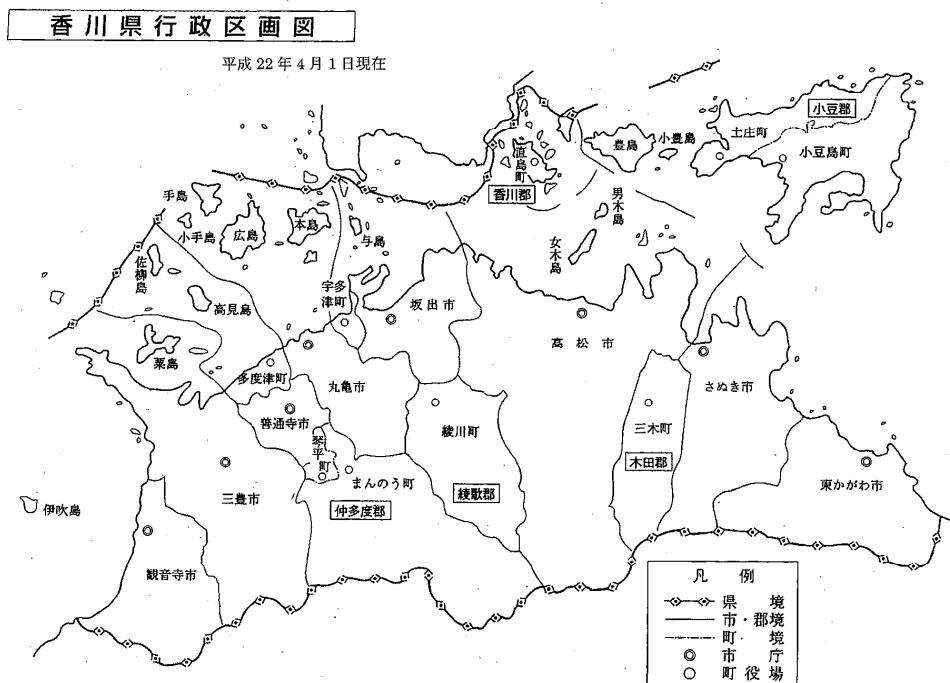 香川県行政区画図
平成22年4月1日現在
小豆郡
土庄町
小豆島町
小豊島
豊島
直島町
香川郡
男木島
女木島
手島
小手島
広島
本島
与島
佐柳島
高見島
粟島
宇多津町
坂出市
高松市
多度津町
丸亀市
さぬき市
善通寺市
綾川町
三木町
木田郡
琴平町
まんのう町
仲多度郡
綾歌郡
東かがわ市
三豊市
伊吹島
観音寺市
凡例
県境
市・郡境
町・境
市庁
町役場